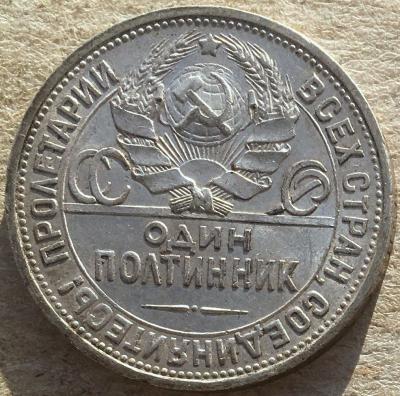 ПРОЛЕТАРИИ ВСЕХ СТРАН, СОЕДИНЯЙТЕСЬ!
СС СР
ОДИН
ПОЛТИННИК